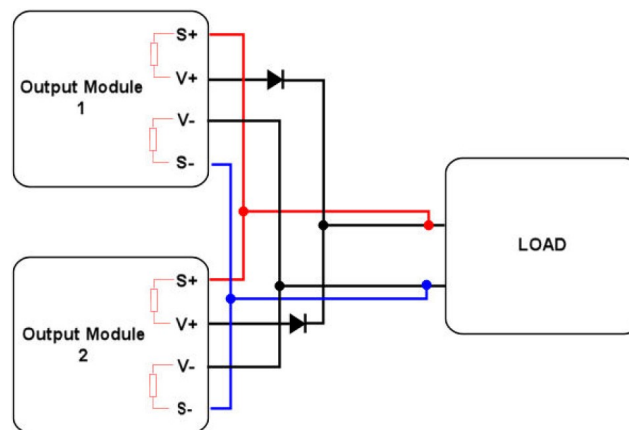 S+
V+
Output Module
1
V-
S-
LOAD
S+
V+
Output Module
2
V-
S-